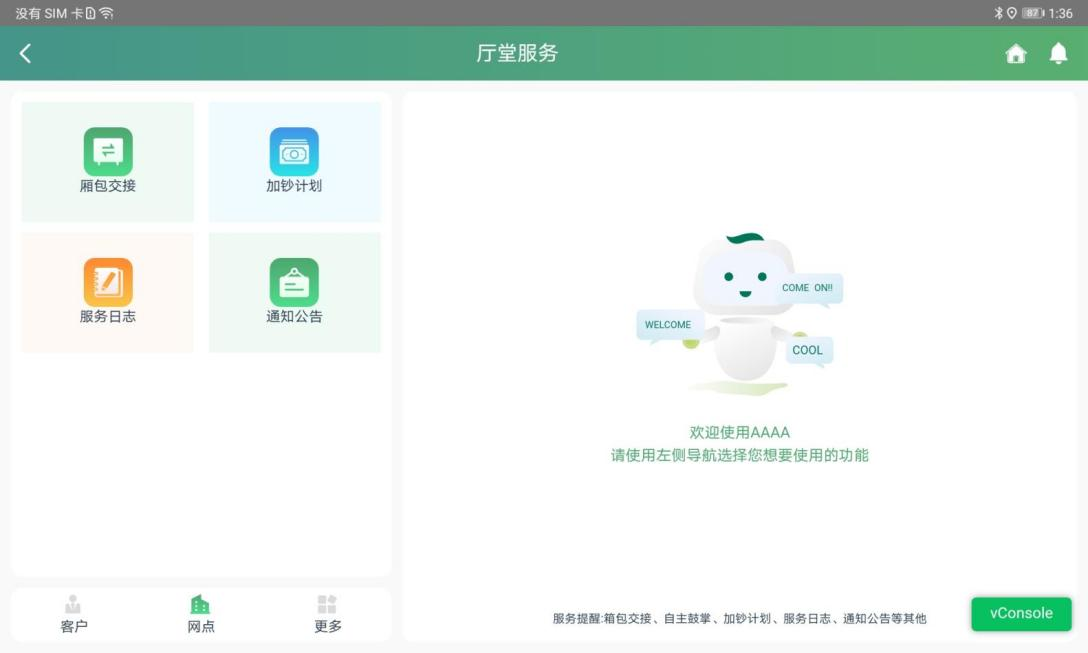 没有 SIM 卡
87
1:36
厅堂服务
厢包交接
加钞计划
服务日志
通知公告
COME ON!!
WELCOME
COOL
欢迎使用AAAA
请使用左侧导航选择您想要使用的功能
客户
网点
更多
服务提醒:箱包交接、自主鼓掌、加钞计划、服务日志、通知公告等其他
vConsole